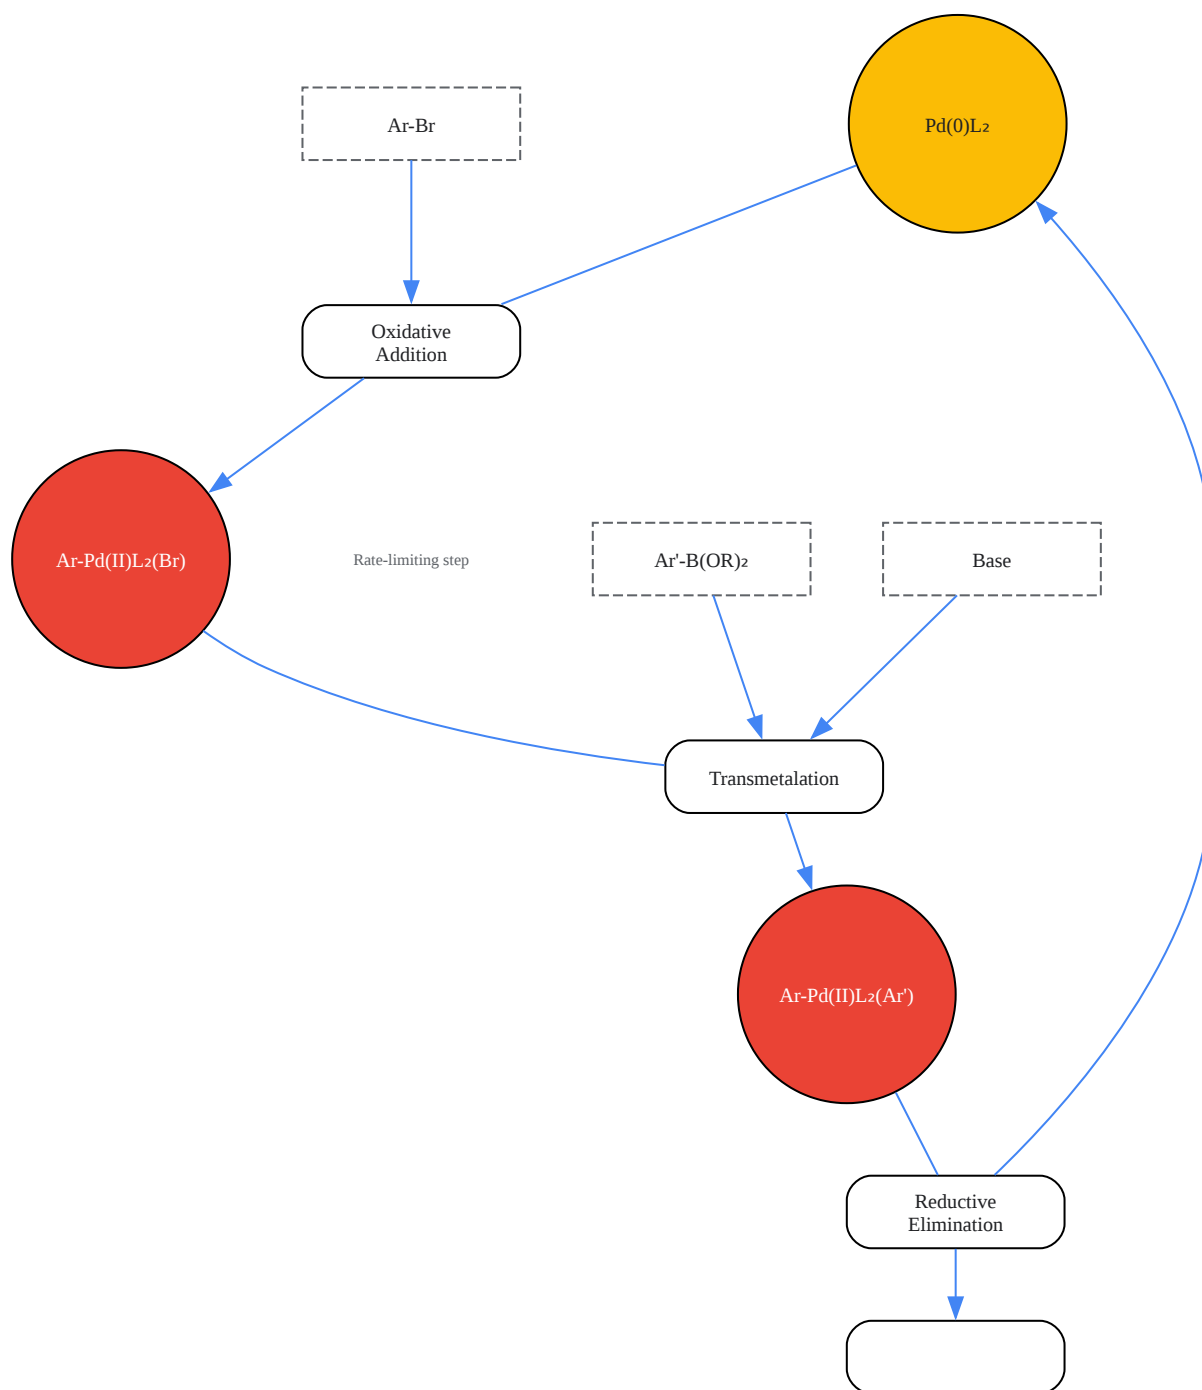 Ar-Br
Pd(0)L₂
Oxidative
Addition
Ar-Pd(II)L₂(Br)
Rate-limiting step
Ar'-B(OR)₂
Base
Transmetalation
Ar-Pd(II)L₂(Ar')
Reductive
Elimination